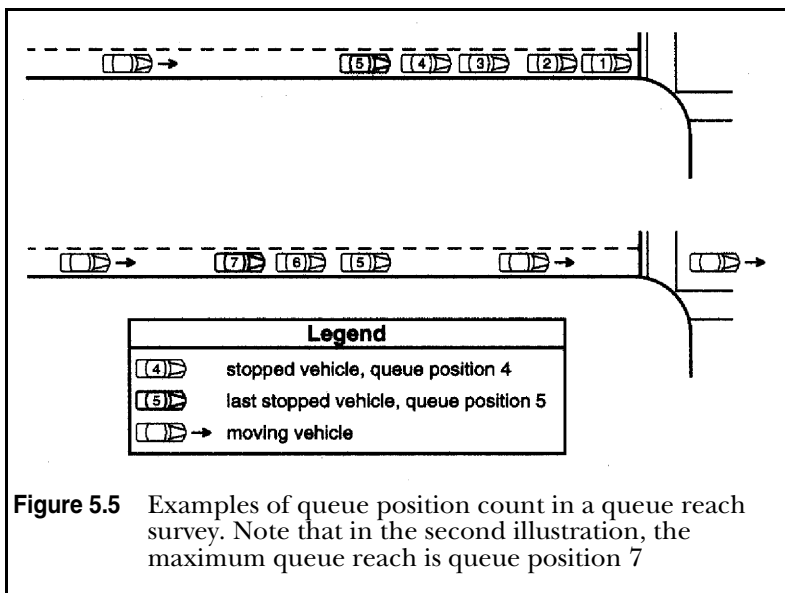 5 4 3 2 1
7 6 5
Legend
4 stopped vehicle, queue position 4
5 last stopped vehicle, queue position 5
moving vehicle
Figure 5.5 Examples of queue position count in a queue reach
survey. Note that in the second illustration, the
maximum queue reach is queue position 7